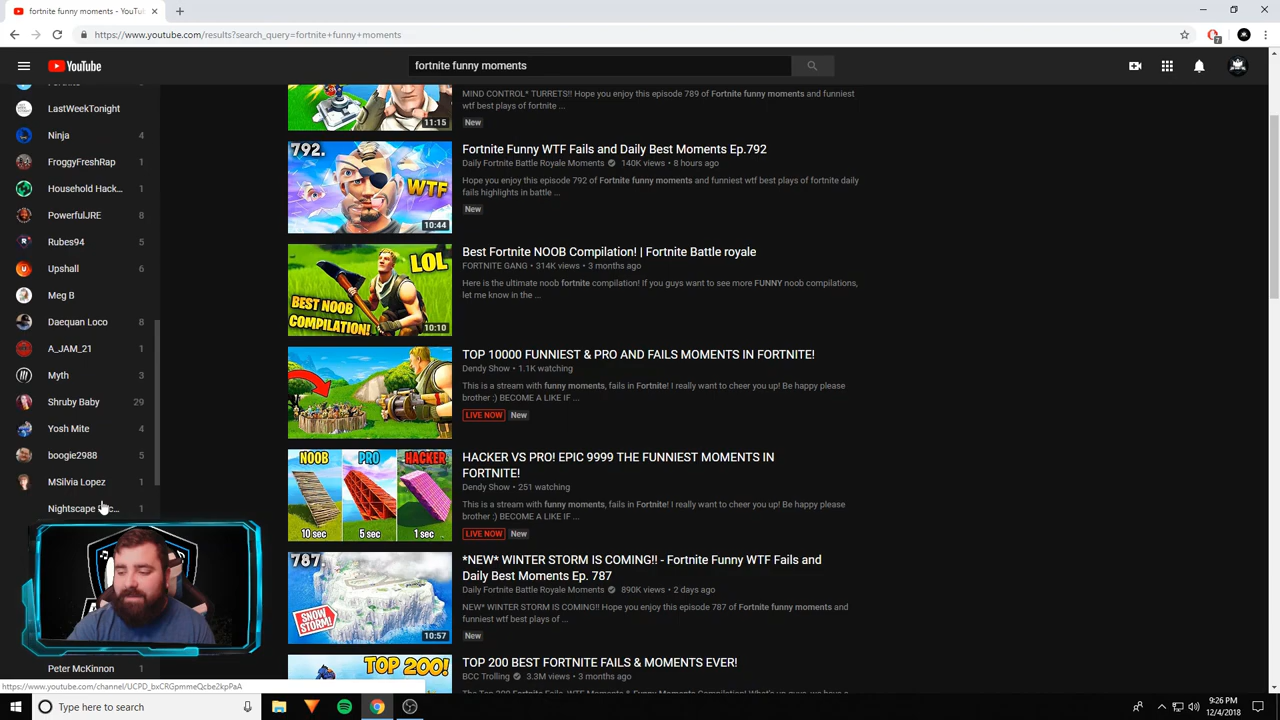 fortnite funny moments - YouTu
https://www.youtube.com/results?search_query=fortnite+funny+moments
7
YouTube
fortnite funny moments
LastWeekTonight
Ninja 4
FroggyFreshRap 1
Household Hack... 1
PowerfulJRE 8
Rubes94 5
Upshall 6
Moxi 1
Daequan Loco 8
A_JAM_21 1
Myth 3
Shruby Baby 29
Yosh Mite 4
boogie2988 5
MSilvia Lopez 1
1
Peter McKinnon 1
MIND CONTROL* TURRETS!! Hope you enjoy this episode 789 of Fortnite funny moments and funniest
wtf best plays of fortnite ...
11:15
New
792.
WTF
10:44
Fortnite Funny WTF Fails and Daily Best Moments Ep.792
Daily Fortnite Battle Royale Moments 140K views • 8 hours ago
Hope you enjoy this episode 792 of Fortnite funny moments and funniest wtf best plays of fortnite daily
fails highlights in battle ...
New
LOL
BEST NOOB
COMPILATION!
10:10
Best Fortnite NOOB Compilation! | Fortnite Battle royale
FORTNITE GANG • 314K views • 3 months ago
Here is the ultimate noob fortnite compilation! If you guys want to see more FUNNY noob compilations,
let me know in the ...
TOP 10000 FUNNIEST & PRO AND FAILS MOMENTS IN FORTNITE!
Dendy Show • 1.1K watching
This is a stream with funny moments, fails in Fortnite! I really want to cheer you up! Be happy please
brother :) BECOME A LIKE IF ...
LIVE NOW New
NOOB PRO HACKER
10 sec 5 sec 1 sec
HACKER VS PRO! EPIC 9999 THE FUNNIEST MOMENTS IN
FORTNITE!
Dendy Show • 251 watching
This is a stream with funny moments, fails in Fortnite! I really want to cheer you up! Be happy please
brother :) BECOME A LIKE IF ...
LIVE NOW New
787.
SNOW
STORM!
10:57
*NEW* WINTER STORM IS COMING!! - Fortnite Funny WTF Fails and
Daily Best Moments Ep. 787
Daily Fortnite Battle Royale Moments 890K views • 2 days ago
NEW* WINTER STORM IS COMING!! Hope you enjoy this episode 787 of Fortnite funny moments and
funniest wtf best plays of ...
New
TOP 200!
TOP 200 BEST FORTNITE FAILS & MOMENTS EVER!
BCC Trolling 3.3M views • 3 months ago
https://www.youtube.com/channel/UCPD_bxCRGpmmeQcbe2kpPaA
Type here to search
9:26 PM
12/4/2018